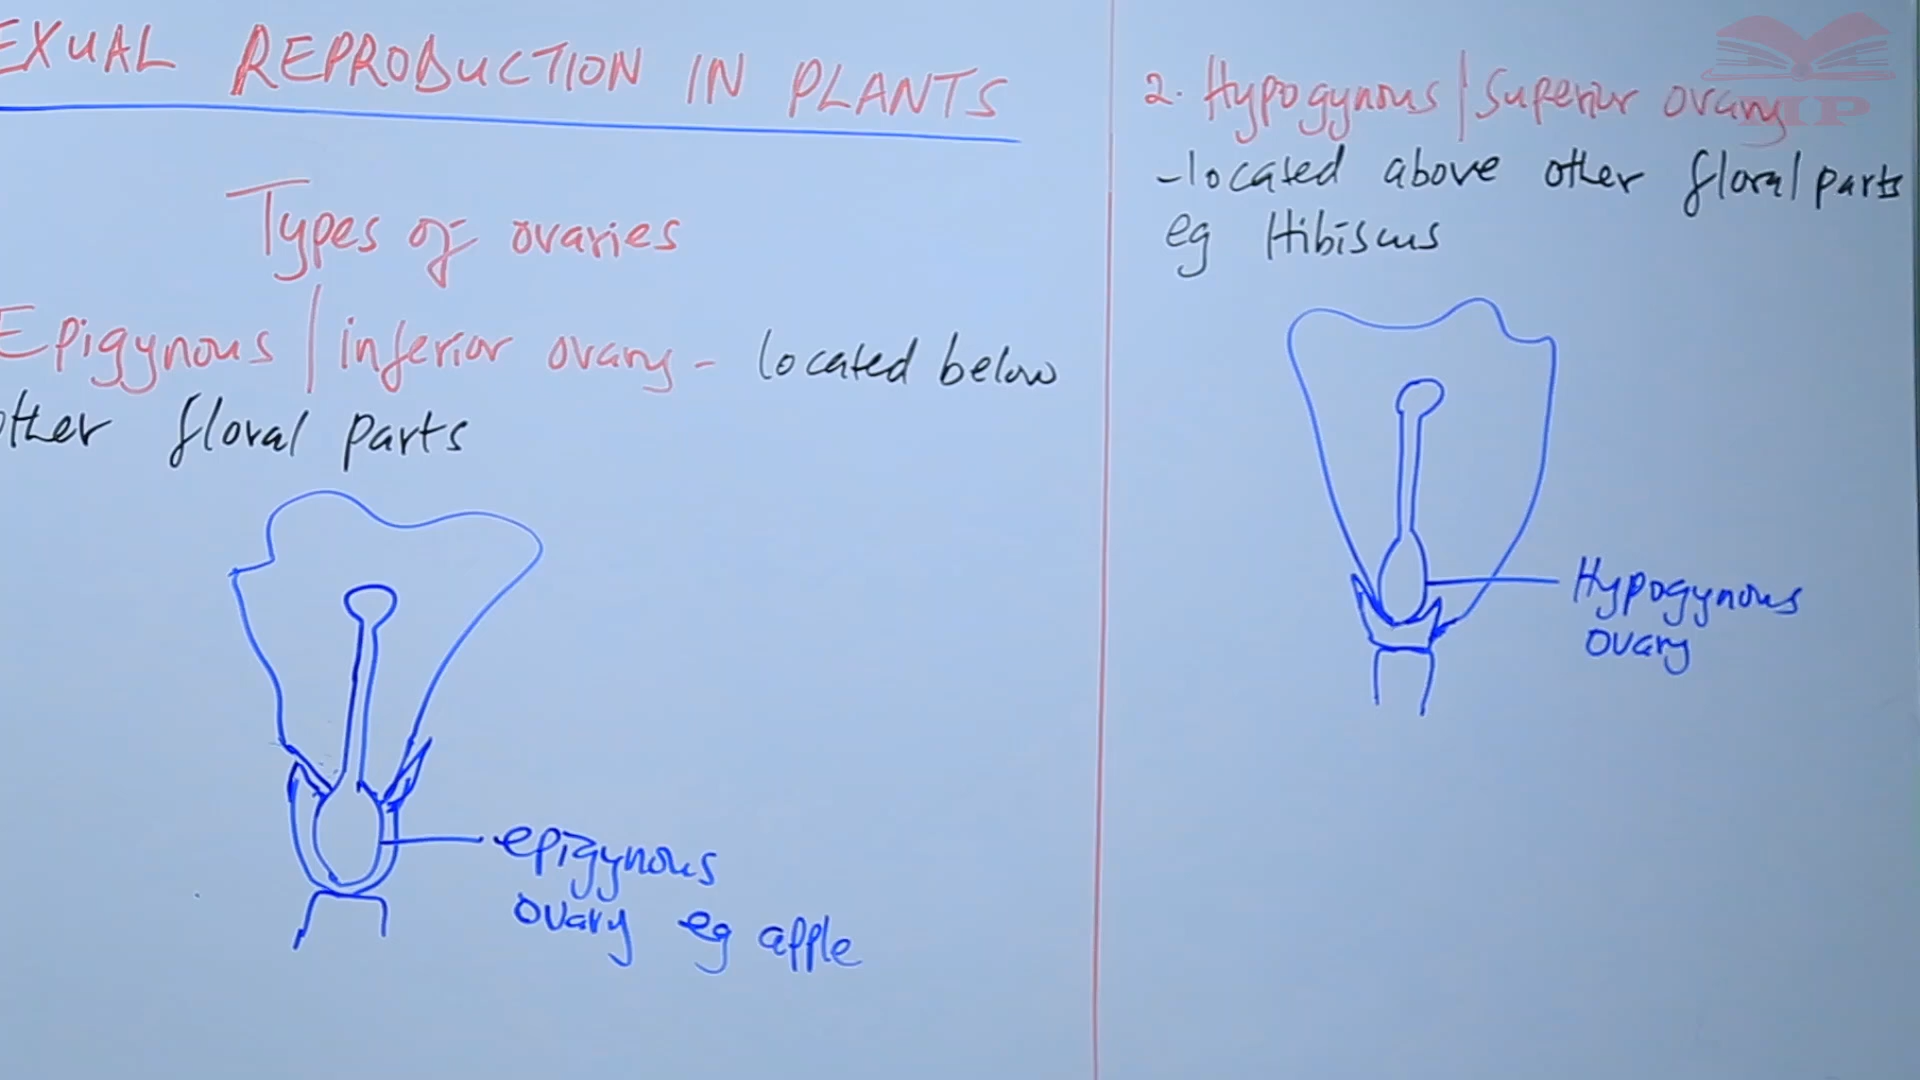 EXUAL REPRODUCTION IN PLANTS
Types of ovaries
Epigynous / inferior ovary - located below
other floral parts
epigynous
ovary eg apple
2. Hypogynous / Superior ovary
- located above other floral parts
eg Hibiscus
Hypogynous
ovary
MP